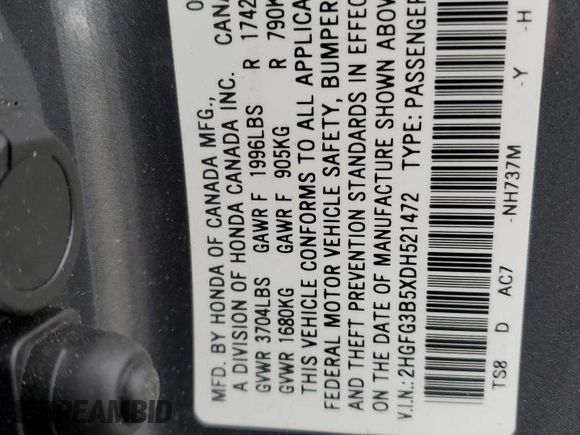 MFD. BY HONDA OF CANADA MFG.,
A DIVISION OF HONDA CANADA INC. CANA
GVWR 3704LBS GAWR F 1996LBS R 1742
GVWR 1680KG GAWR F 905KG R 790K
THIS VEHICLE CONFORMS TO ALL APPLICA
FEDERAL MOTOR VEHICLE SAFETY, BUMPER
AND THEFT PREVENTION STANDARDS IN EFFEC
ON THE DATE OF MANUFACTURE SHOWN ABOV
V.I.N.: 2HGFG3B5XDH521472 TYPE: PASSENGER
TS8 D AC7 -NH737M -Y -H
STREAMBID